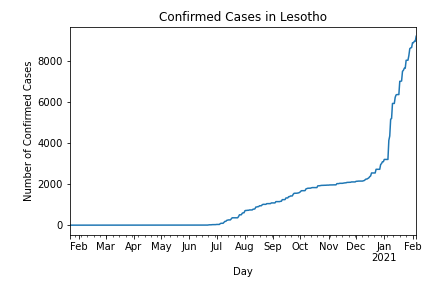 Confirmed Cases in Lesotho
Number of Confirmed Cases
8000
6000
4000
2000
0
Feb Mar Apr May Jun Jul Aug Sep Oct Nov Dec Jan Feb
2021
Day